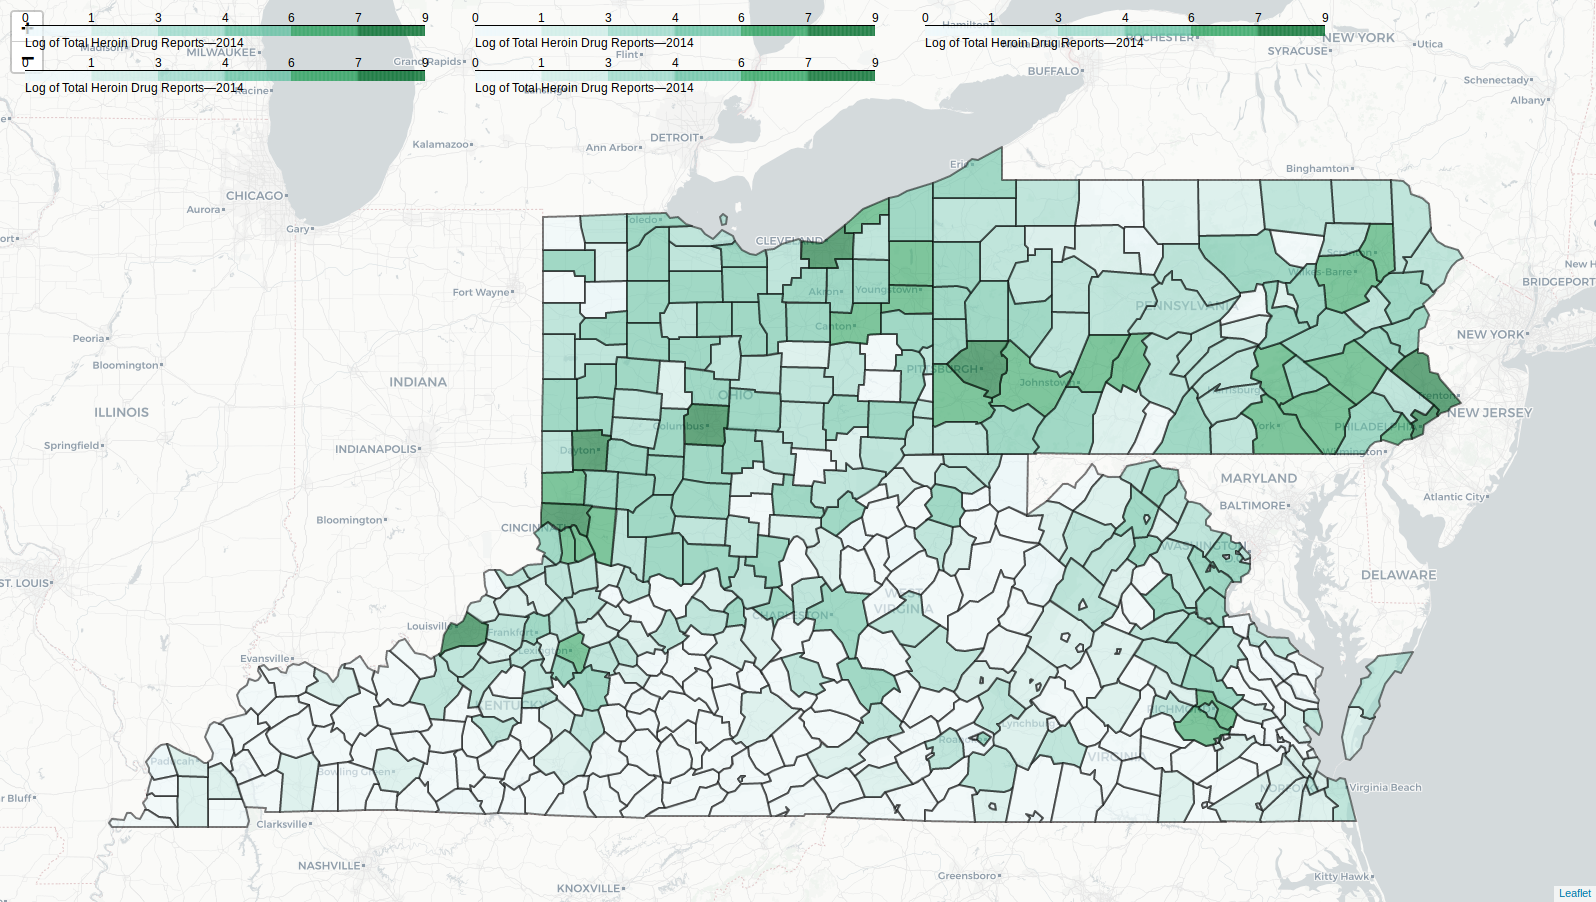 0 1 3 4 6 7 9
Log of Total Heroin Drug Reports—2014
0 1 3 4 6 7 9
Log of Total Heroin Drug Reports—2014
0 1 3 4 6 7 9
Log of Total Heroin Drug Reports—2014
0 1 3 4 6 7 9
Log of Total Heroin Drug Reports—2014
0 1 3 4 6 7 9
Log of Total Heroin Drug Reports—2014
+
−
Madison
MILWAUKEE
Grand Rapids
Flint
Lansing
Hamilton
ROCHESTER
NEW YORK
SYRACUSE
Utica
BUFFALO
Schenectady
Albany
Racine
Kalamazoo
Ann Arbor
DETROIT
Erie
Binghamton
CHICAGO
Aurora
Gary
Toledo
CLEVELAND
Scranton
Wilkes-Barre
Fort Wayne
Akron
Youngstown
PENNSYLVANIA
BRIDGEPORT
Canton
Peoria
Bloomington
NEW YORK
INDIANA
PITTSBURGH
Johnstown
OHIO
Harrisburg
Trenton
ILLINOIS
NEW JERSEY
Columbus
York
PHILADELPHIA
Springfield
INDIANAPOLIS
Dayton
Wilmington
MARYLAND
BALTIMORE
Atlantic City
Bloomington
CINCINNATI
WASHINGTON
ST. LOUIS
DELAWARE
WEST
VIRGINIA
CHARLESTON
Louisville
Frankfort
Lexington
Evansville
KENTUCKY
RICHMOND
Lynchburg
Roanoke
VIRGINIA
Paducah
Bowling Green
NORFOLK
Virginia Beach
Clarksville
NASHVILLE
KNOXVILLE
Greensboro
Kitty Hawk
Leaflet